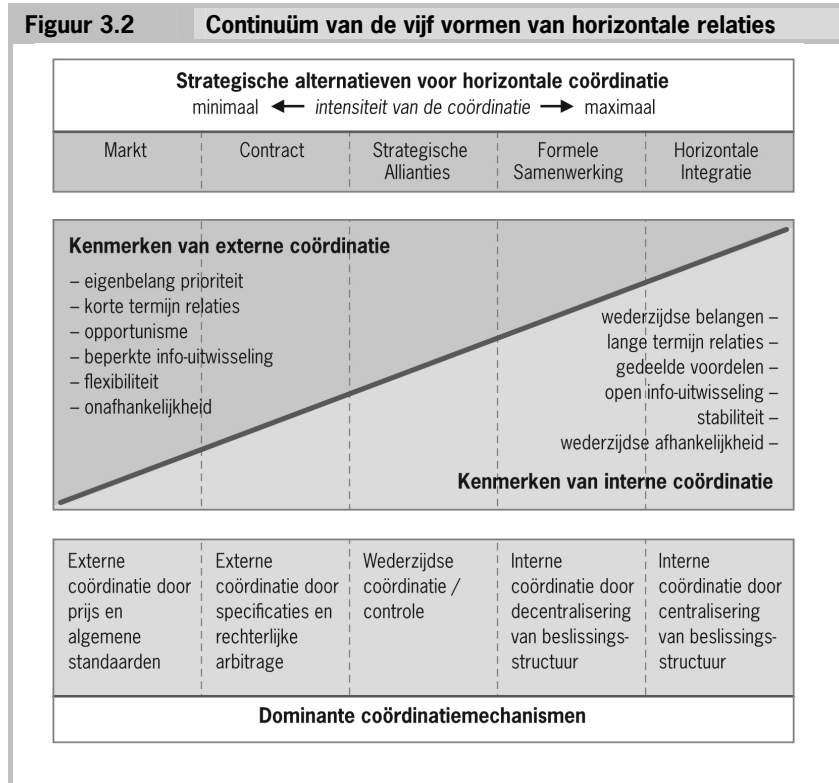 Figuur 3.2 Continuüm van de vijf vormen van horizontale relaties
Strategische alternatieven voor horizontale coördinatie
minimaal ← intensiteit van de coördinatie → maximaal
Markt
Contract
Strategische
Allianties
Formele
Samenwerking
Horizontale
Integratie
Kenmerken van externe coördinatie
– eigenbelang prioriteit
– korte termijn relaties
– opportunisme
– beperkte info-uitwisseling
– flexibiliteit
– onafhankelijkheid
wederzijdse belangen –
lange termijn relaties –
gedeelde voordelen –
open info-uitwisseling –
stabiliteit –
wederzijdse afhankelijkheid –
Kenmerken van interne coördinatie
Externe
coördinatie door
prijs en
algemene
standaarden
Externe
coördinatie door
specificaties en
rechterlijke
arbitrage
Wederzijdse
coördinatie /
controle
Interne
coördinatie door
decentralisering
van beslissings-
structuur
Interne
coördinatie door
centralisering
van beslissings-
structuur
Dominante coördinatiemechanismen